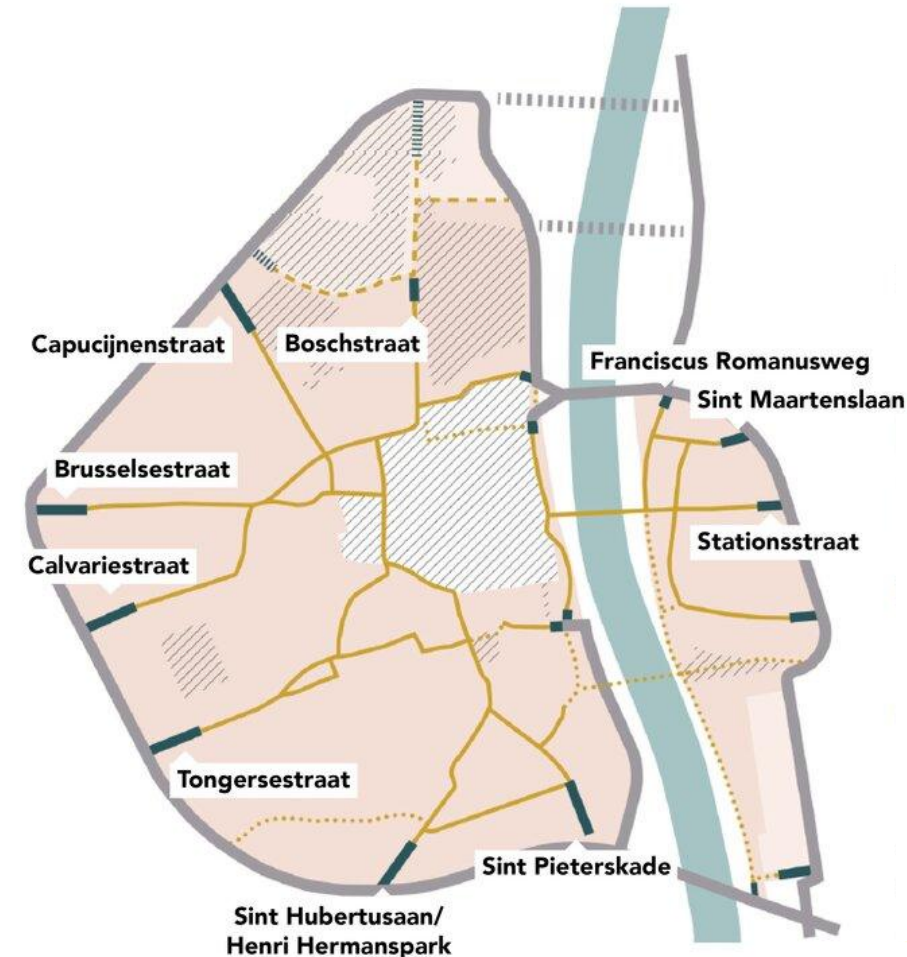 Capucijnenstraat
Boschstraat
Franciscus Romanusweg
Sint Maartenslaan
Brusselsestraat
Stationsstraat
Calvariestraat
Tongersestraat
Sint Pieterskade
Sint Hubertusaan/
Henri Hermanspark